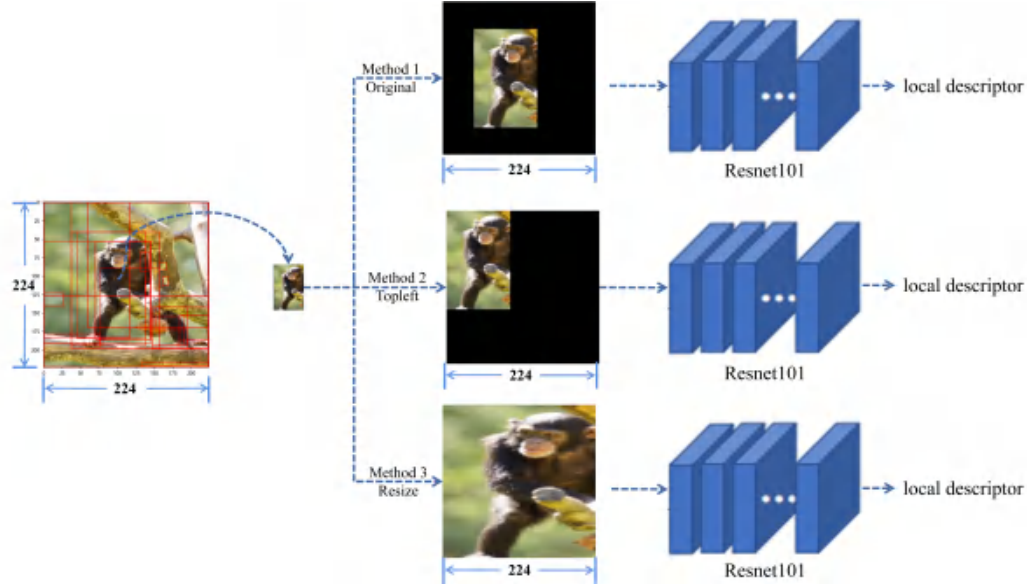 Method 1
Original
224
Resnet101
local descriptor
224
224
Method 2
Topleft
224
Resnet101
local descriptor
Method 3
Resize
224
Resnet101
local descriptor